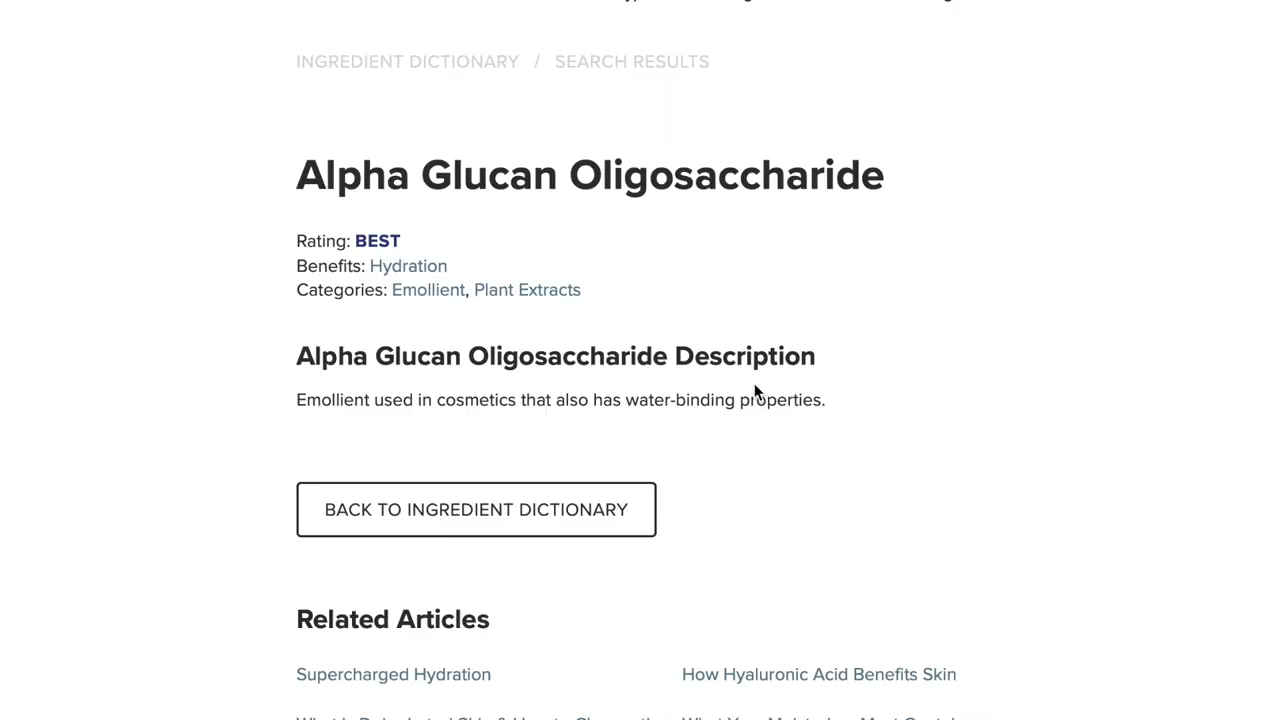 INGREDIENT DICTIONARY / SEARCH RESULTS
Alpha Glucan Oligosaccharide
Rating: BEST
Benefits: Hydration
Categories: Emollient, Plant Extracts
Alpha Glucan Oligosaccharide Description
Emollient used in cosmetics that also has water-binding properties.
BACK TO INGREDIENT DICTIONARY
Related Articles
Supercharged Hydration
How Hyaluronic Acid Benefits Skin